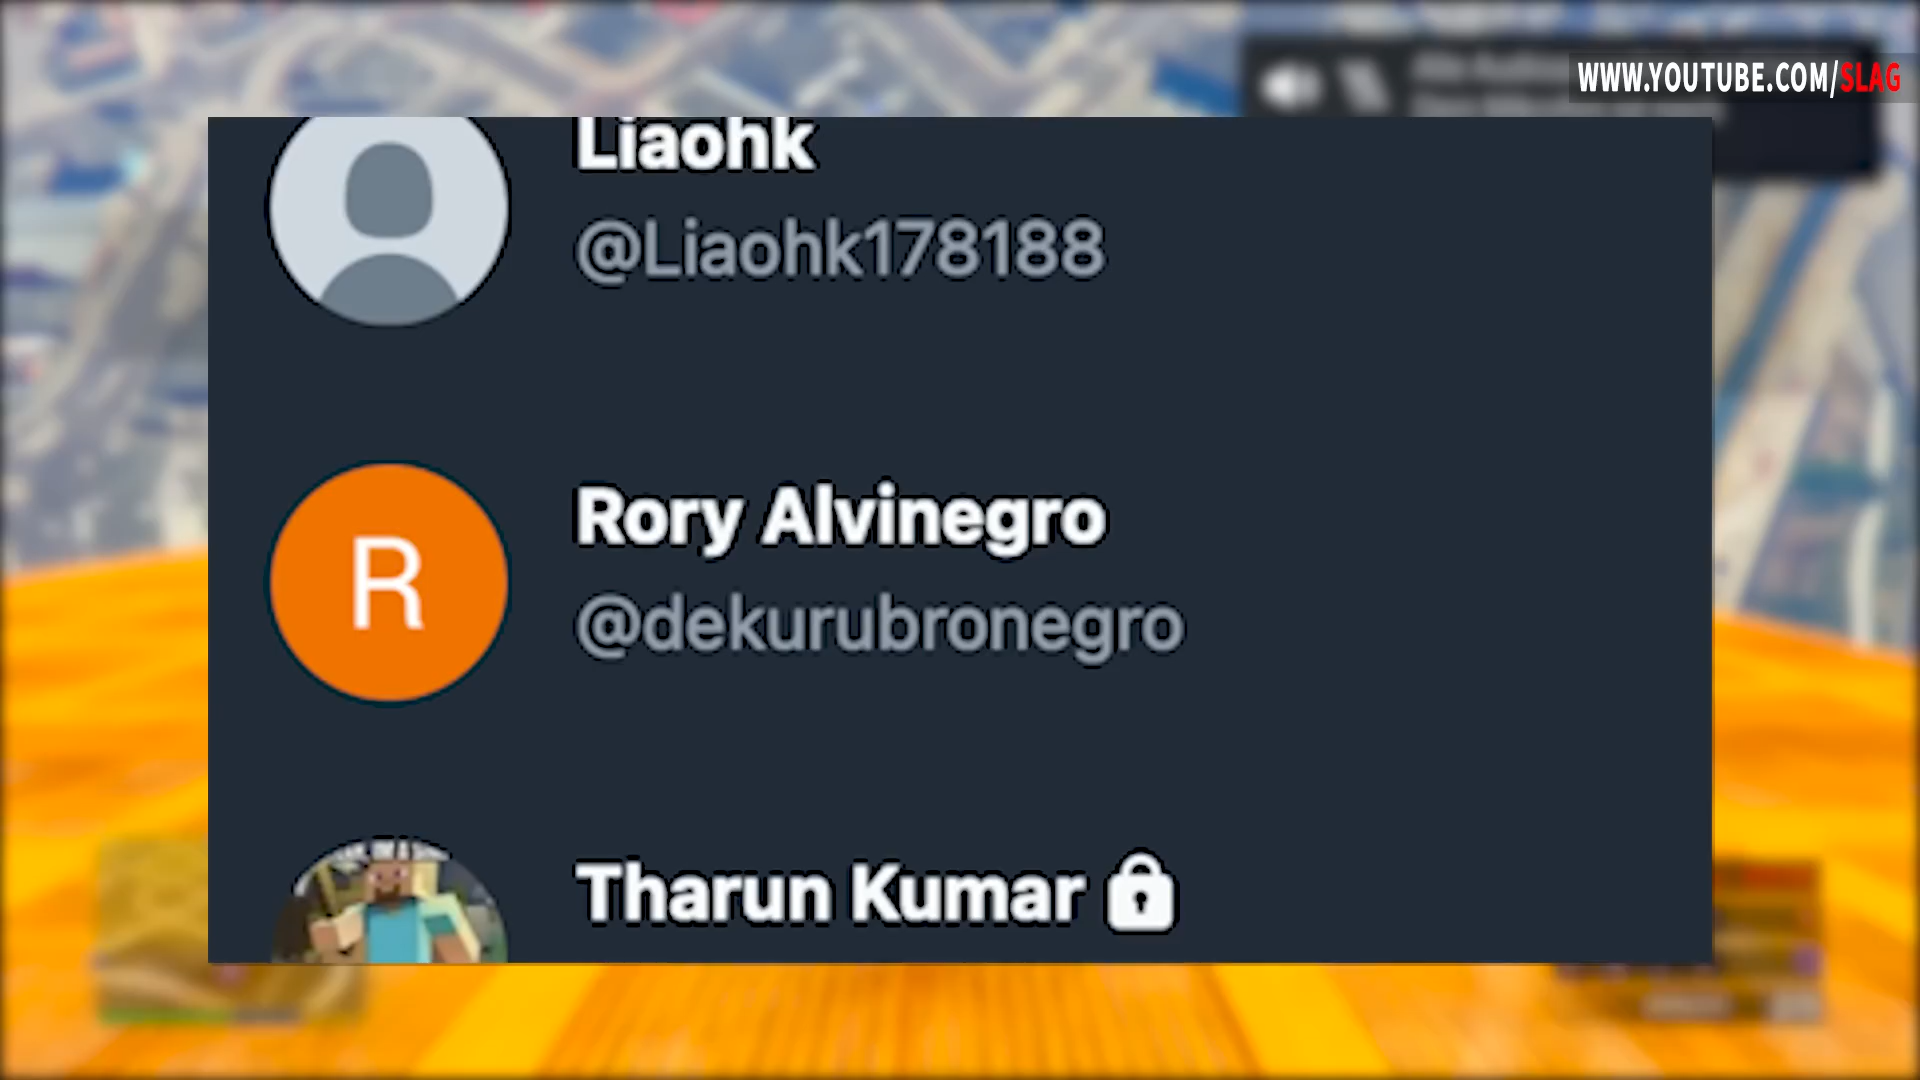 WWW.YOUTUBE.COM/SLAG
Liaohk
@Liaohk178188
R
Rory Alvinegro
@dekurubronegro
Tharun Kumar